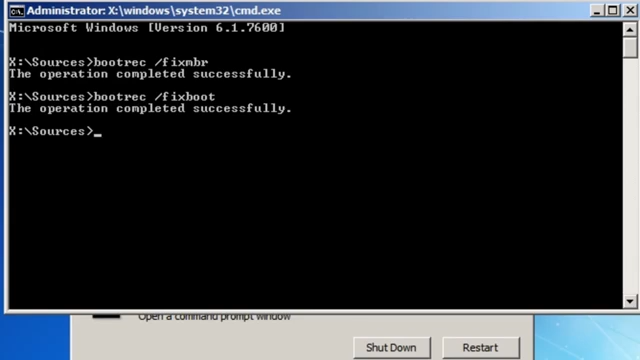 Administrator: X:\windows\system32\cmd.exe
Microsoft Windows [Version 6.1.7600]
X:\Sources>bootrec /fixmbr
The operation completed successfully.
X:\Sources>bootrec /fixboot
The operation completed successfully.
X:\Sources>_
Open a command prompt window
Shut Down
Restart